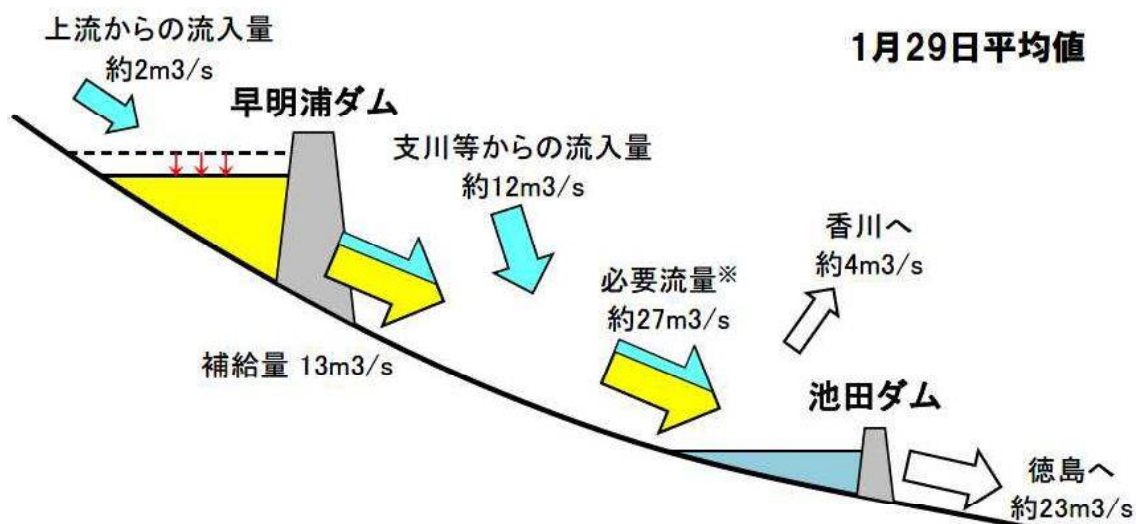 上流からの流入量
約2m3/s
1月29日平均値
早明浦ダム
支川等からの流入量
約12m3/s
香川へ
約4m3/s
必要流量※
約27m3/s
補給量 13m3/s
池田ダム
徳島へ
約23m3/s